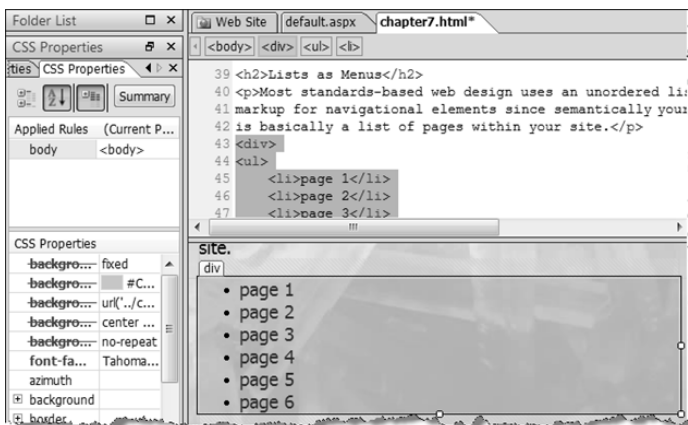 Folder List
Web Site default.aspx chapter7.html*
CSS Properties
<body> <div> <ul> <li>
ties CSS Properties
Summary
Applied Rules (Current P...
body <body>
39 <h2>Lists as Menus</h2>
40 <p>Most standards-based web design uses an unordered
41 markup for navigational elements since semantically your
42 is basically a list of pages within your site.</p>
43 <div>
44 <ul>
45 <li>page 1</li>
46 <li>page 2</li>
47 <li>page 3</li>
CSS Properties
backgro... fixed
backgro... #C...
backgro... url('../c...
backgro... center ...
backgro... no-repeat
font-fa... Tahoma...
azimuth
background
border
site.
div
• page 1
• page 2
• page 3
• page 4
• page 5
• page 6